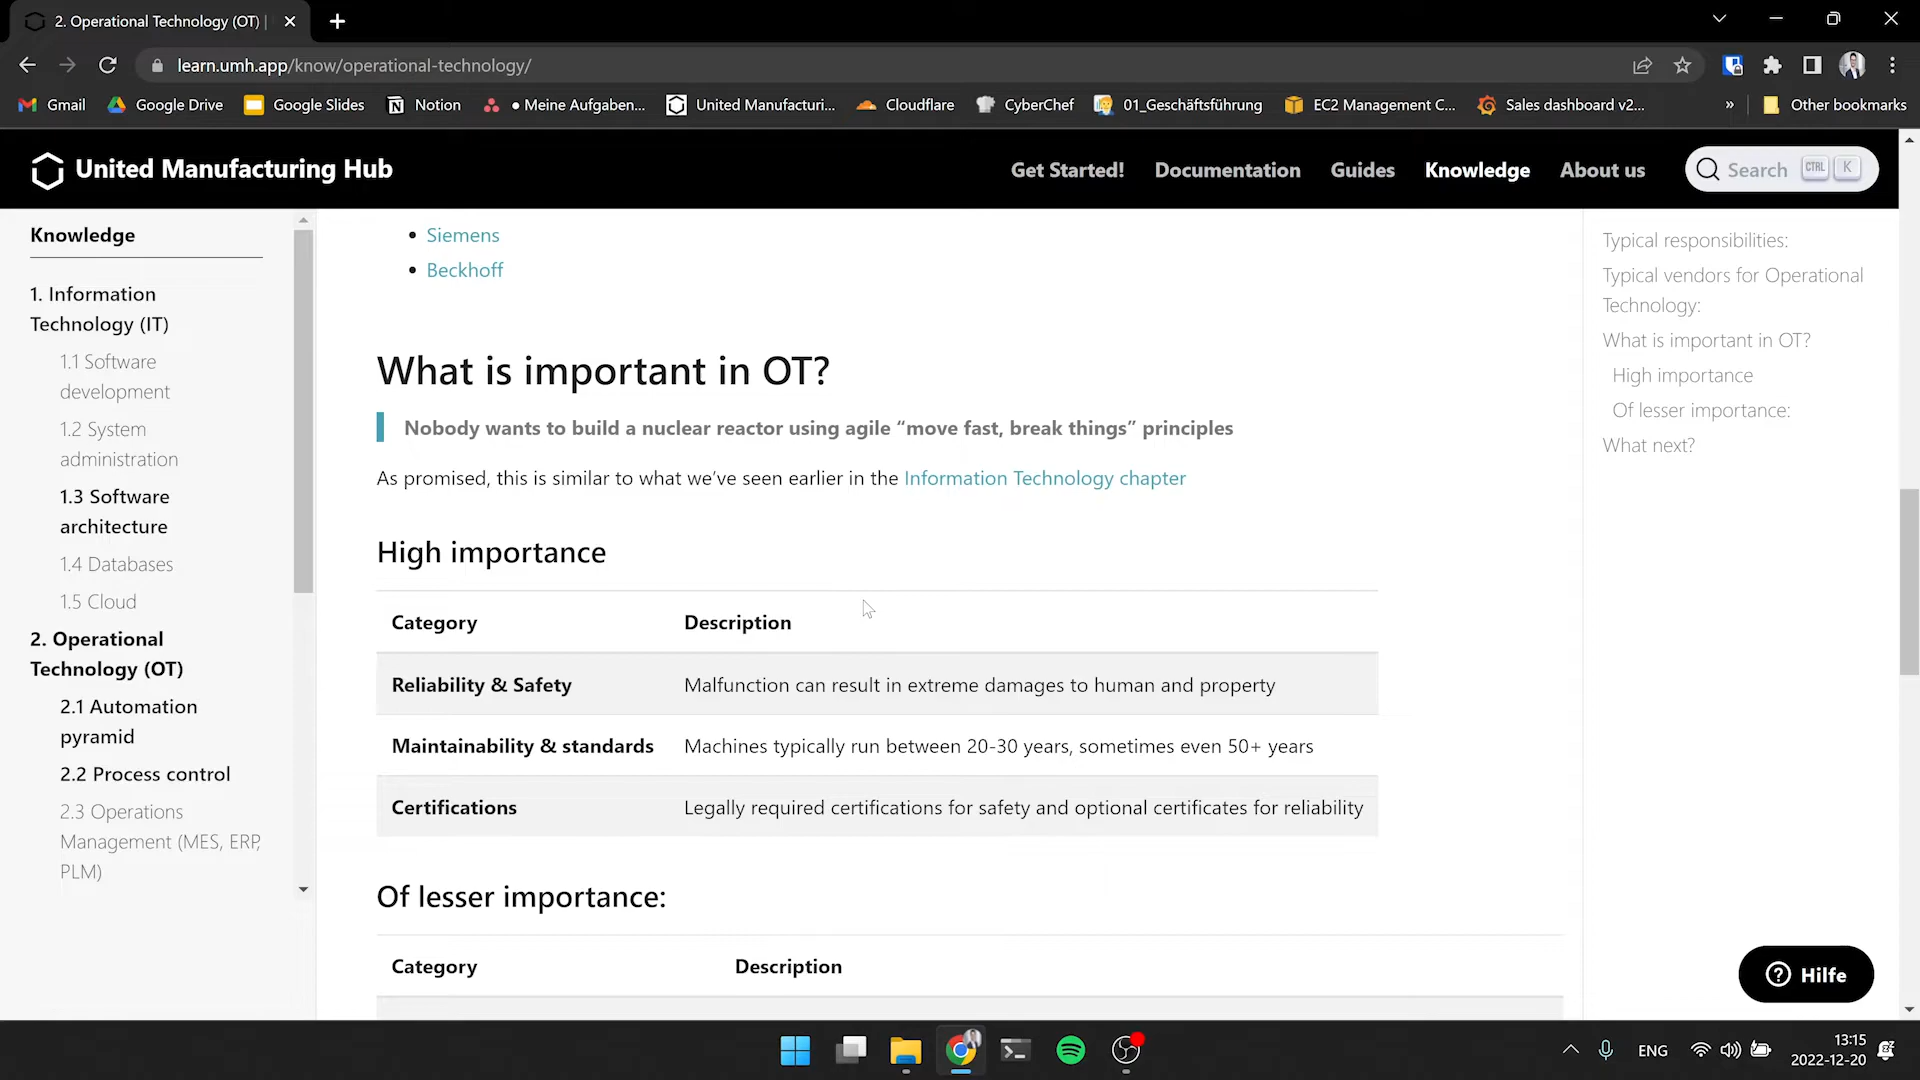 2. Operational Technology (OT) |
learn.umh.app/know/operational-technology/
Gmail
Google Drive
Google Slides
Notion
• Meine Aufgaben...
United Manufacturi...
Cloudflare
CyberChef
01_Geschäftsführung
EC2 Management C...
Sales dashboard v2...
»
Other bookmarks
United Manufacturing Hub
Get Started!
Documentation
Guides
Knowledge
About us
Search CTRL K
Knowledge
1. Information
Technology (IT)
1.1 Software
development
1.2 System
administration
1.3 Software
architecture
1.4 Databases
1.5 Cloud
2. Operational
Technology (OT)
2.1 Automation
pyramid
2.2 Process control
2.3 Operations
Management (MES, ERP,
PLM)
• Siemens
• Beckhoff
What is important in OT?
Nobody wants to build a nuclear reactor using agile “move fast, break things” principles
As promised, this is similar to what we’ve seen earlier in the Information Technology chapter
High importance
Category Description
Reliability & Safety Malfunction can result in extreme damages to human and property
Maintainability & standards Machines typically run between 20-30 years, sometimes even 50+ years
Certifications Legally required certifications for safety and optional certificates for reliability
Of lesser importance:
Category Description
Typical responsibilities:
Typical vendors for Operational
Technology:
What is important in OT?
High importance
Of lesser importance:
What next?
Hilfe
ENG
13:15
2022-12-20